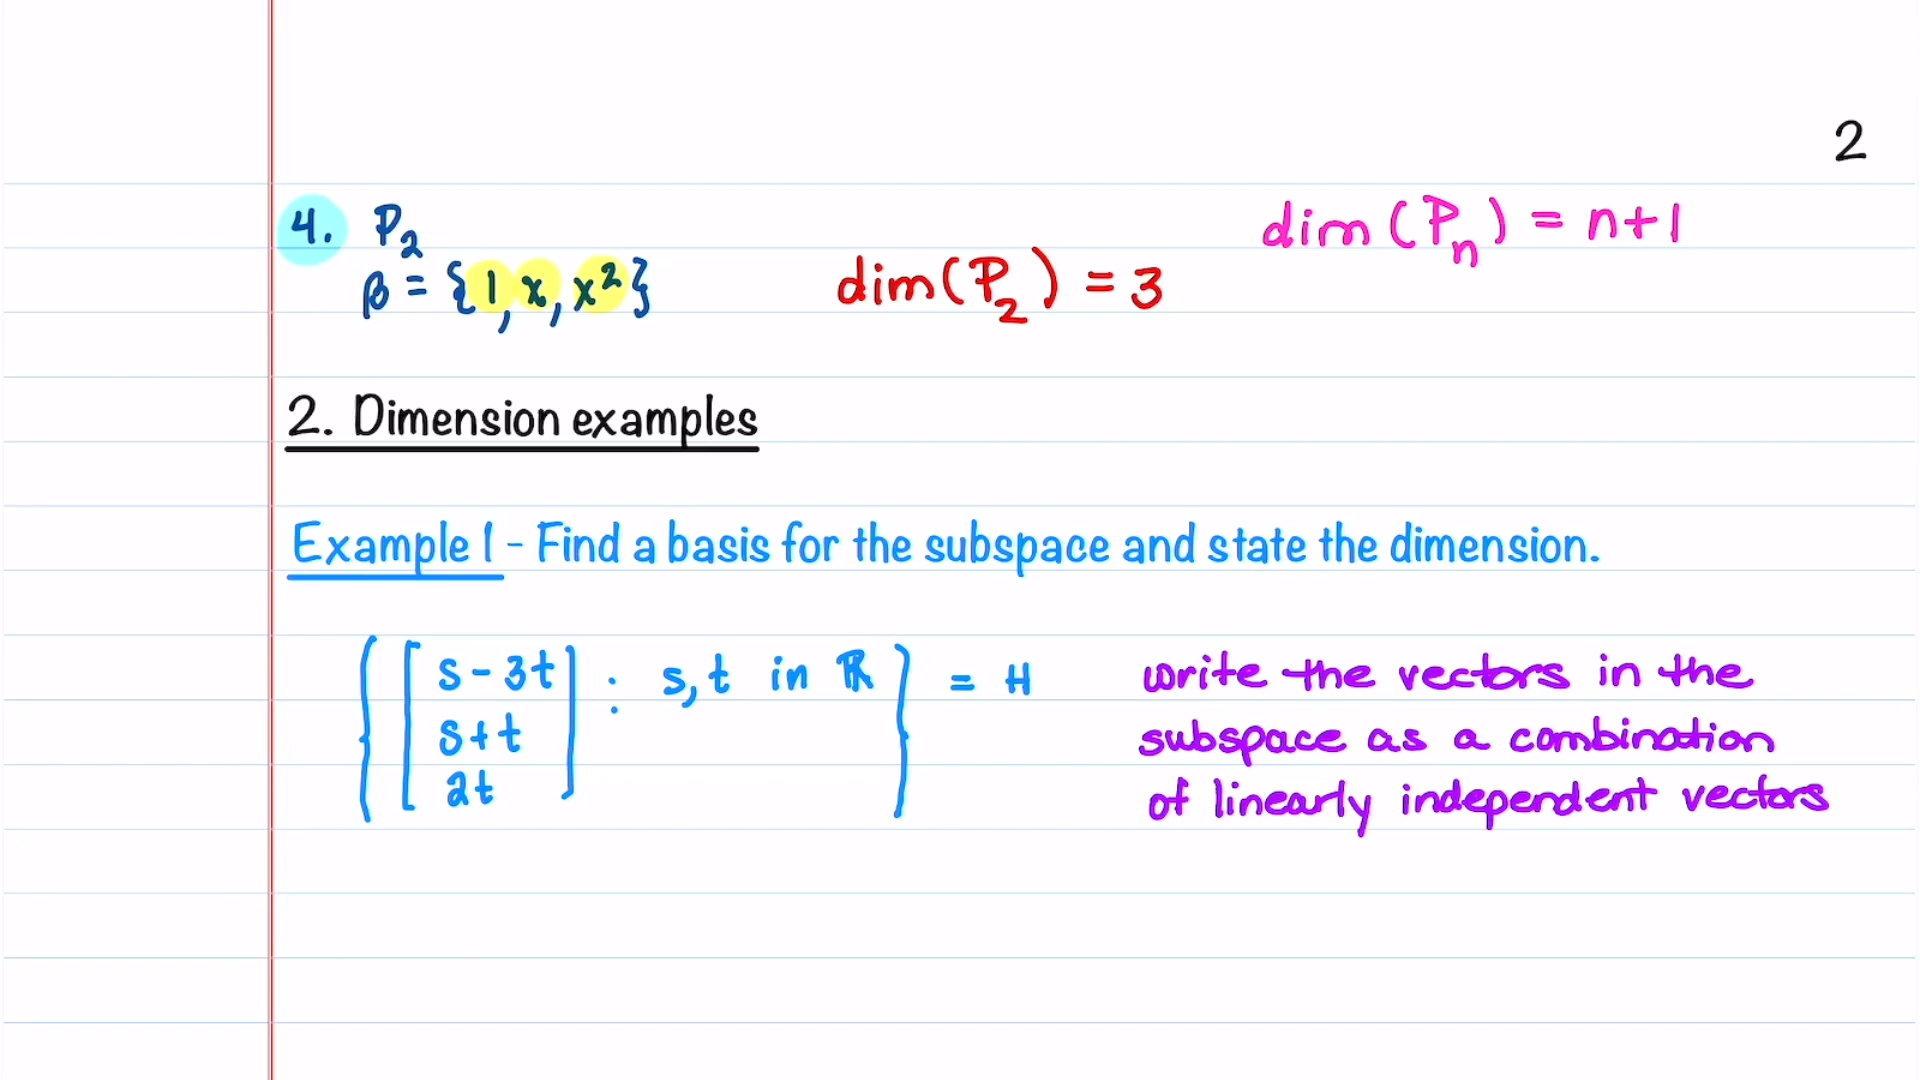 2
4. P₂
dim(Pₙ) = n+1
β = {1, x, x²}
dim(P₂) = 3
2. Dimension examples
Example 1 - Find a basis for the subspace and state the dimension.
{ [ s-3t ] : s,t in ℝ } = H
s+t
2t
write the vectors in the
subspace as a combination
of linearly independent vectors